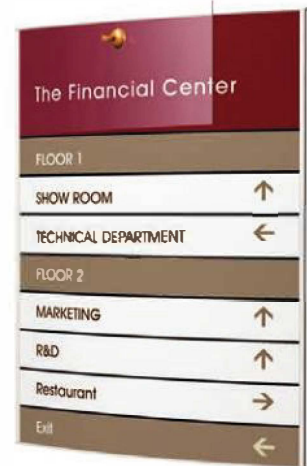 The Financial Center
FLOOR 1
SHOW ROOM ↑
TECHNICAL DEPARTMENT ←
FLOOR 2
MARKETING ↑
R&D ↑
Restaurant →
Exit ←